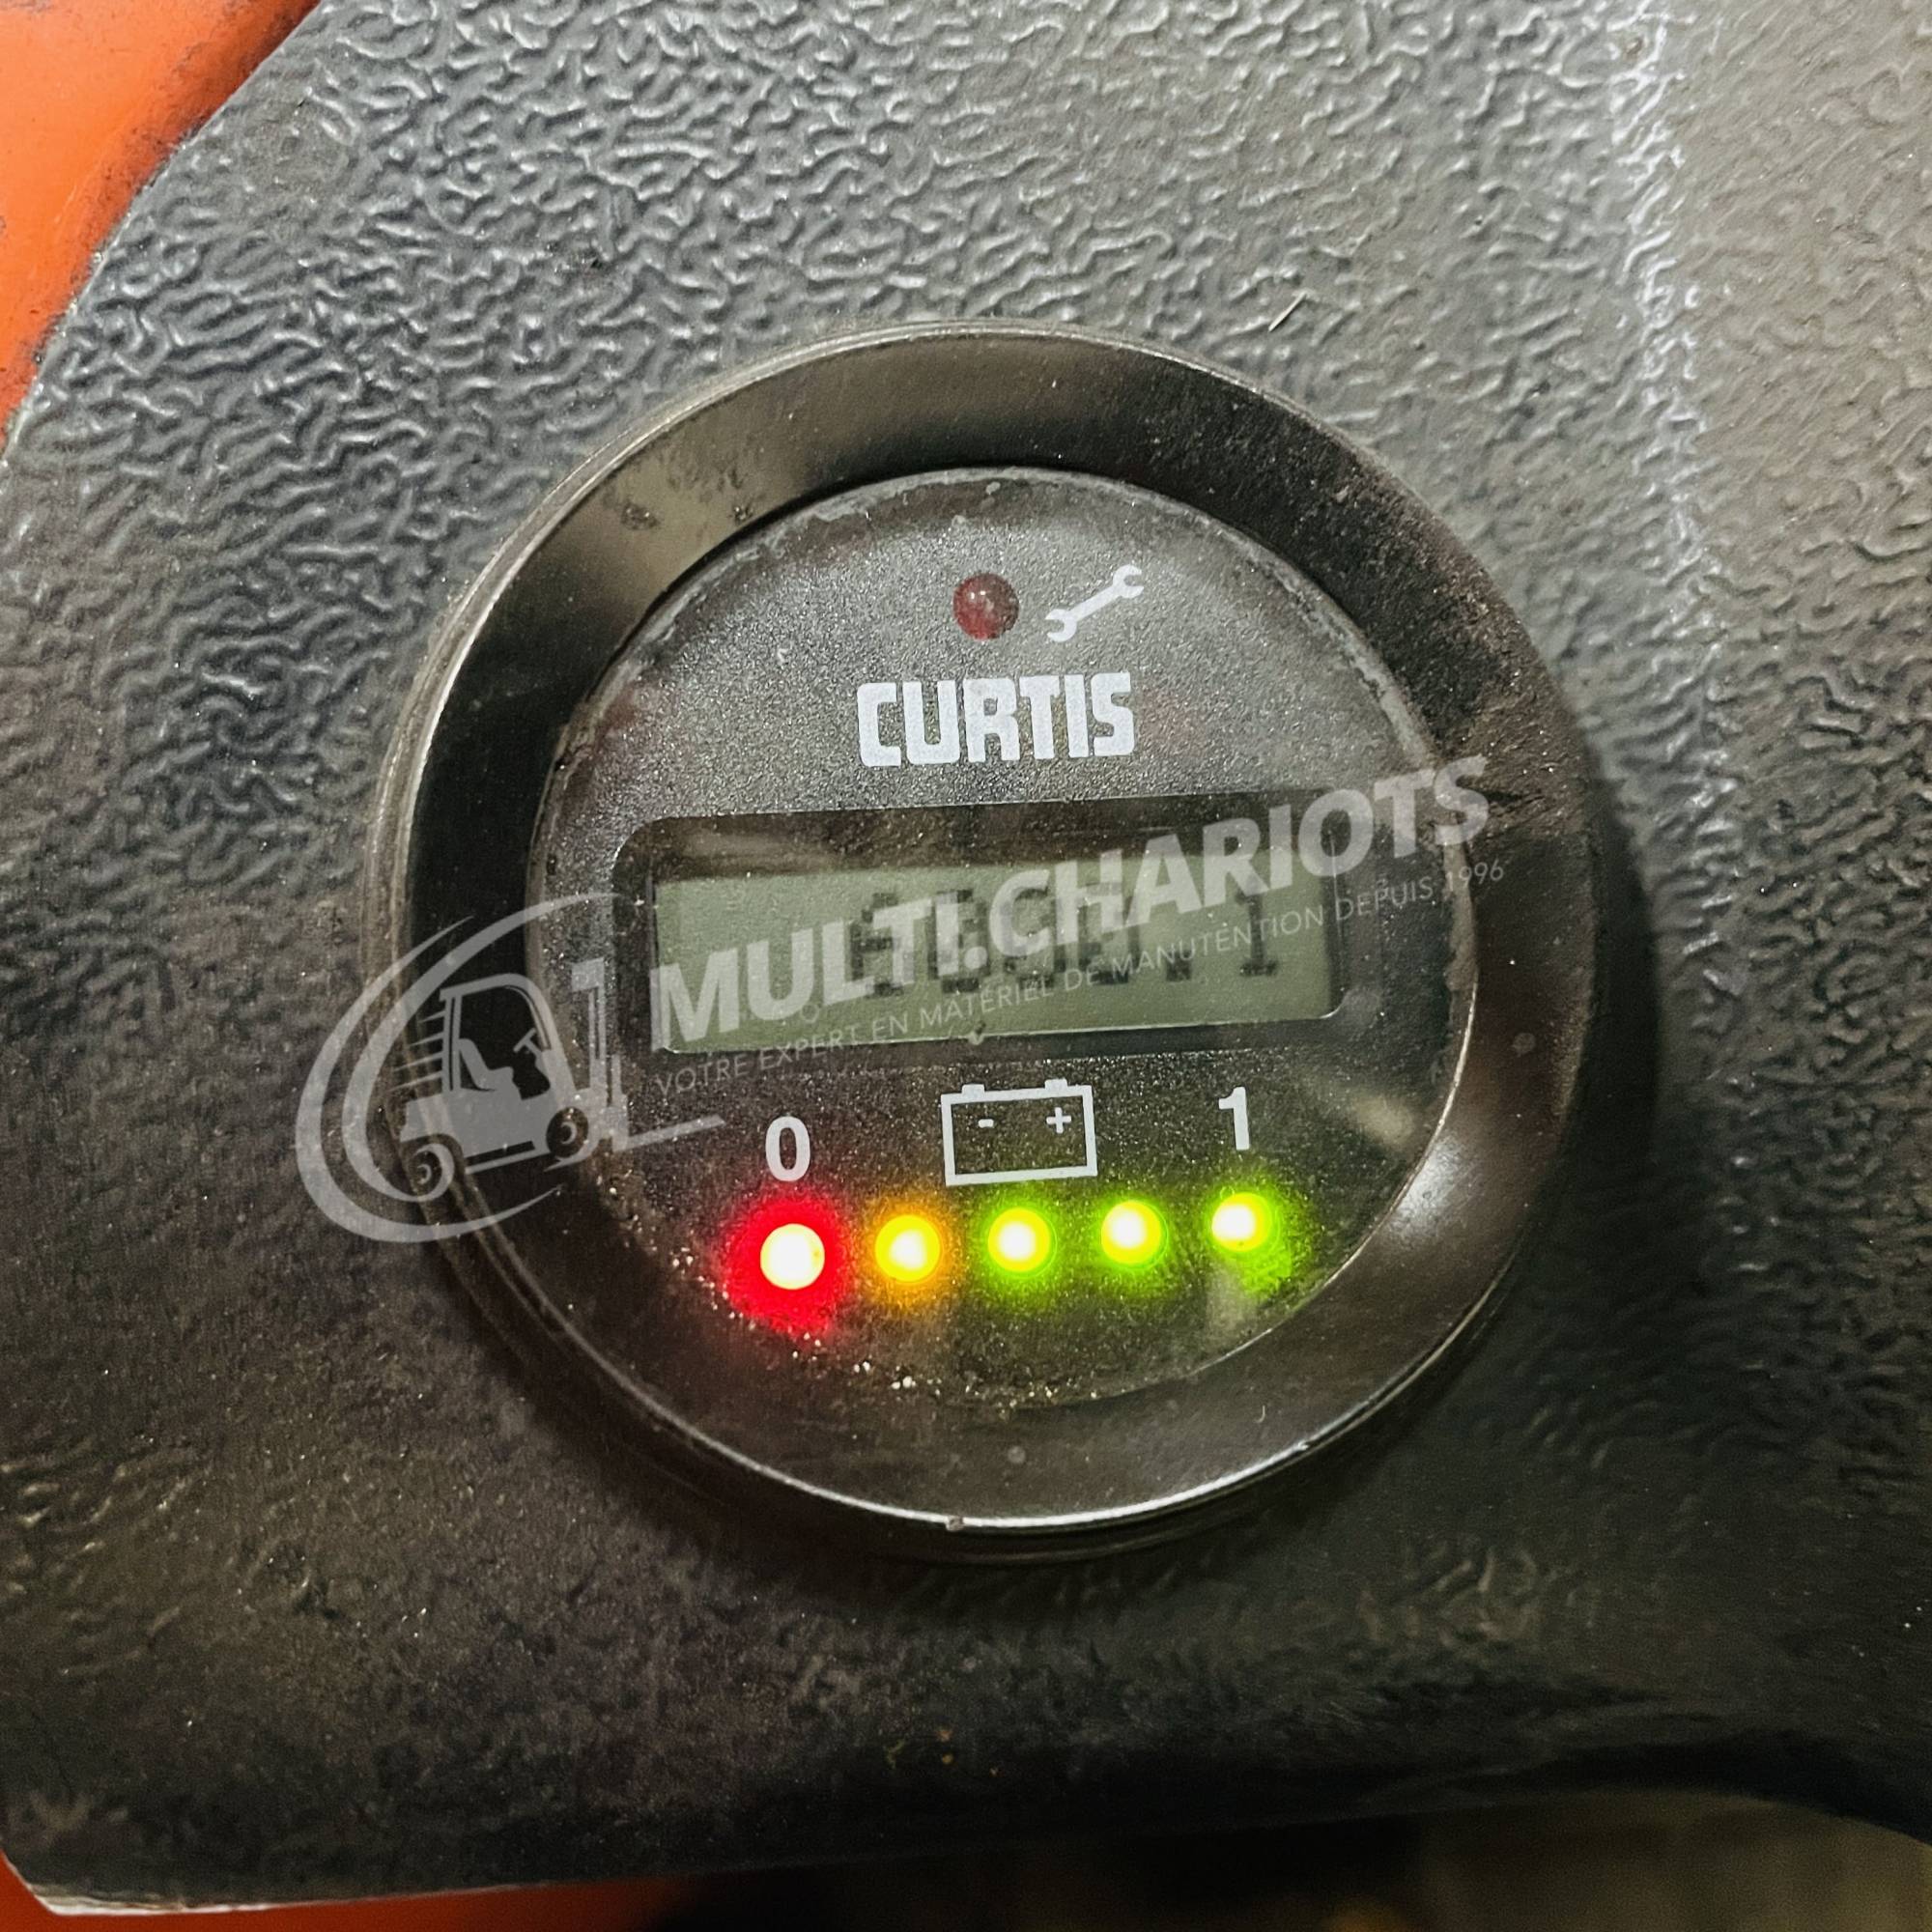 CURTIS
MULTI.CHARIOTS
VOTRE EXPERT EN MATÉRIEL DE MANUTENTION DEPUIS 1996
- +
0 1